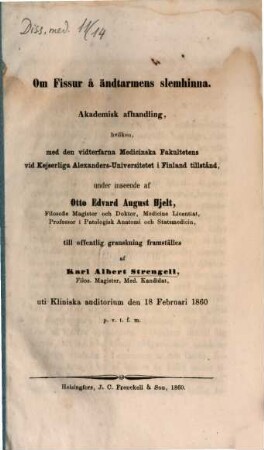 Diss. med. 11/14
Om Fissur å ändtarmens slemhinna.
Akademisk afhandling,
hvilken,
med den vidterfarna Medicinska Fakultetens
vid Kejserliga Alexanders-Universitetet i Finland tillstånd,
under inseende af
Otto Edvard August Hjelt,
Filosofie Magister och Doktor, Medicine Licentiat,
Professor i Patologisk Anatomi och Statsmedicin,
till offentlig granskning framställes
af
Karl Albert Strengell,
Filos. Magister, Med. Kandidat,
uti Kliniska auditorium den 18 Februari 1860
p. v. t. f. m.
Helsingfors, J. C. Frenckell & Son, 1860.